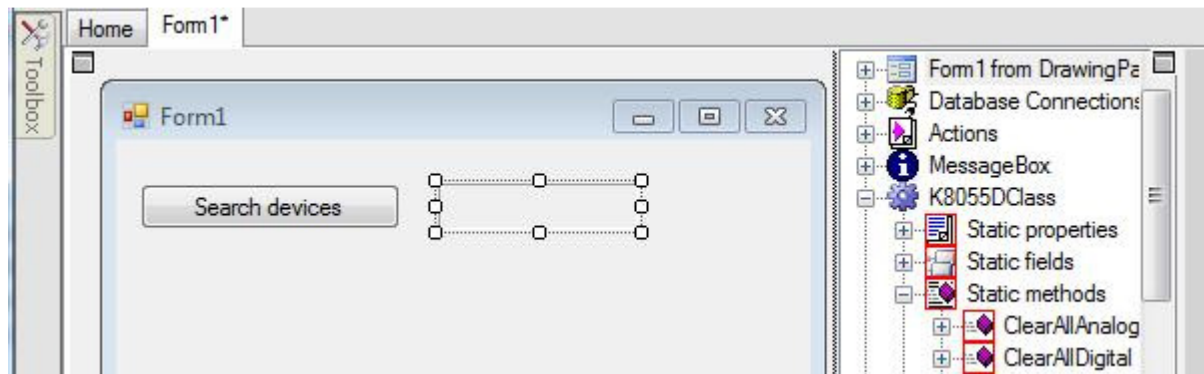 Toolbox
Home
Form1*
Form1
Search devices
Form1 from DrawingPa
Database Connections
Actions
MessageBox
K8055DClass
Static properties
Static fields
Static methods
ClearAllAnalog
ClearAllDigital